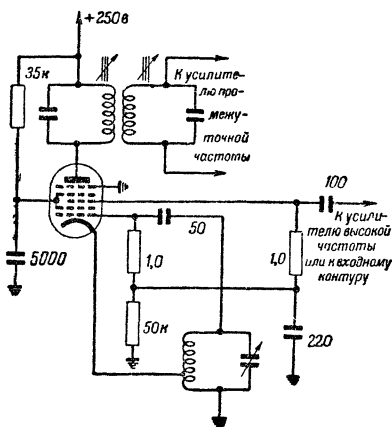 +250в
35к
К усилите-
лю про-
межу-
точной
частоты
100
К усили-
телю высокой
частоты
или к входному
контуру
50
5000
1,0
1,0
50к
220